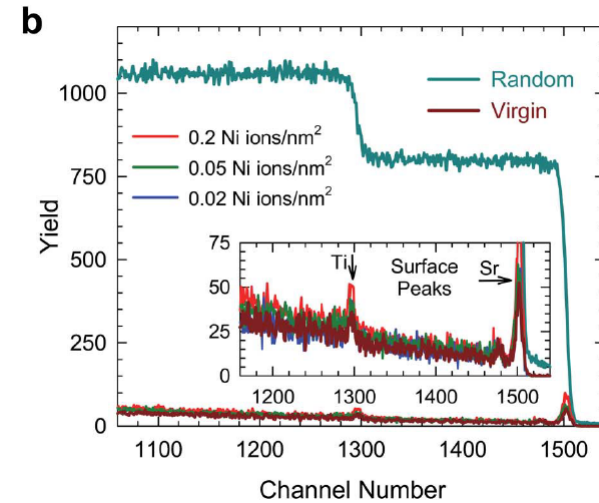 b
1000
750
500
250
0
Yield
Random
Virgin
0.2 Ni ions/nm²
0.05 Ni ions/nm²
0.02 Ni ions/nm²
75
50
25
0
Ti
Surface
Peaks
Sr
1200 1300 1400 1500
1100 1200 1300 1400 1500
Channel Number